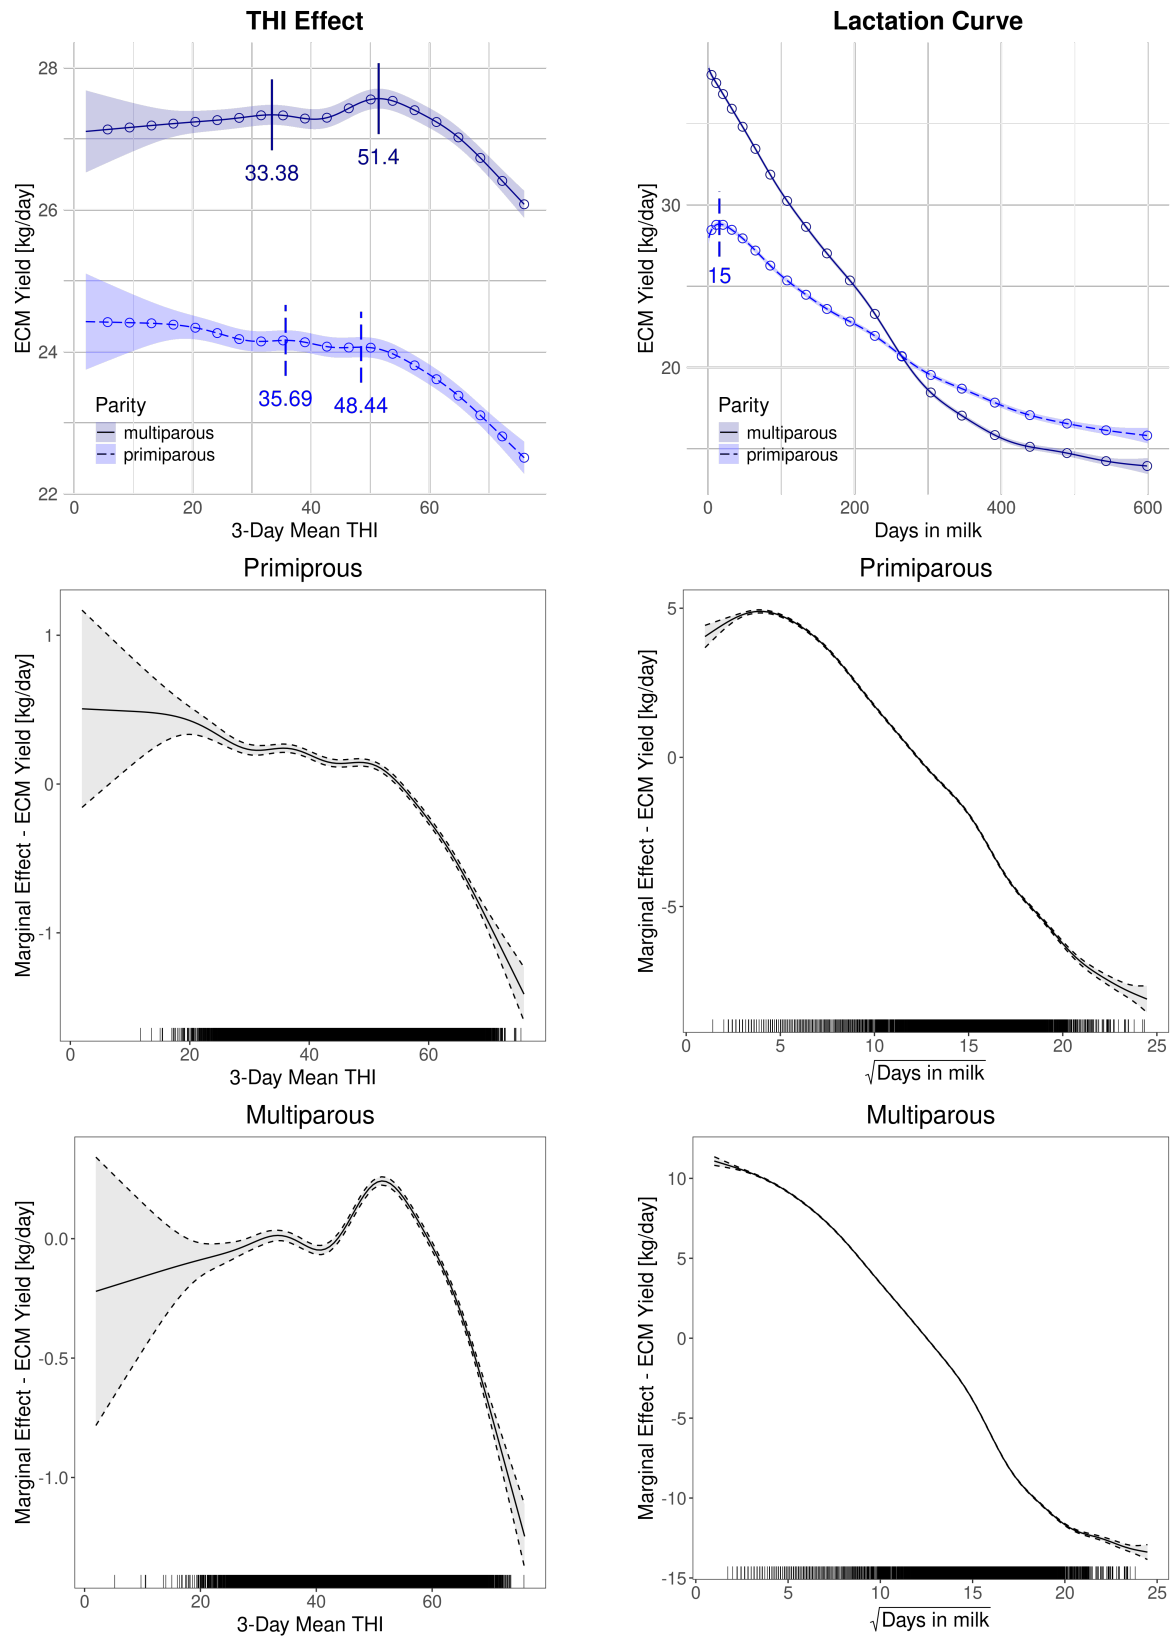 THI Effect
28
26
24
22
ECM Yield [kg/day]
33.38
51.4
35.69
48.44
Parity
multiparous
primiparous
0 20 40 60
3-Day Mean THI
Lactation Curve
30
20
ECM Yield [kg/day]
15
Parity
multiparous
primiparous
0 200 400 600
Days in milk
Primiprous
1
0
-1
Marginal Effect - ECM Yield [kg/day]
0 20 40 60
3-Day Mean THI
Primiparous
5
0
-5
Marginal Effect - ECM Yield [kg/day]
0 5 10 15 20 25
√Days in milk
Multiparous
0.0
-0.5
-1.0
Marginal Effect - ECM Yield [kg/day]
0 20 40 60
3-Day Mean THI
Multiparous
10
5
0
-5
-10
-15
Marginal Effect - ECM Yield [kg/day]
0 5 10 15 20 25
√Days in milk